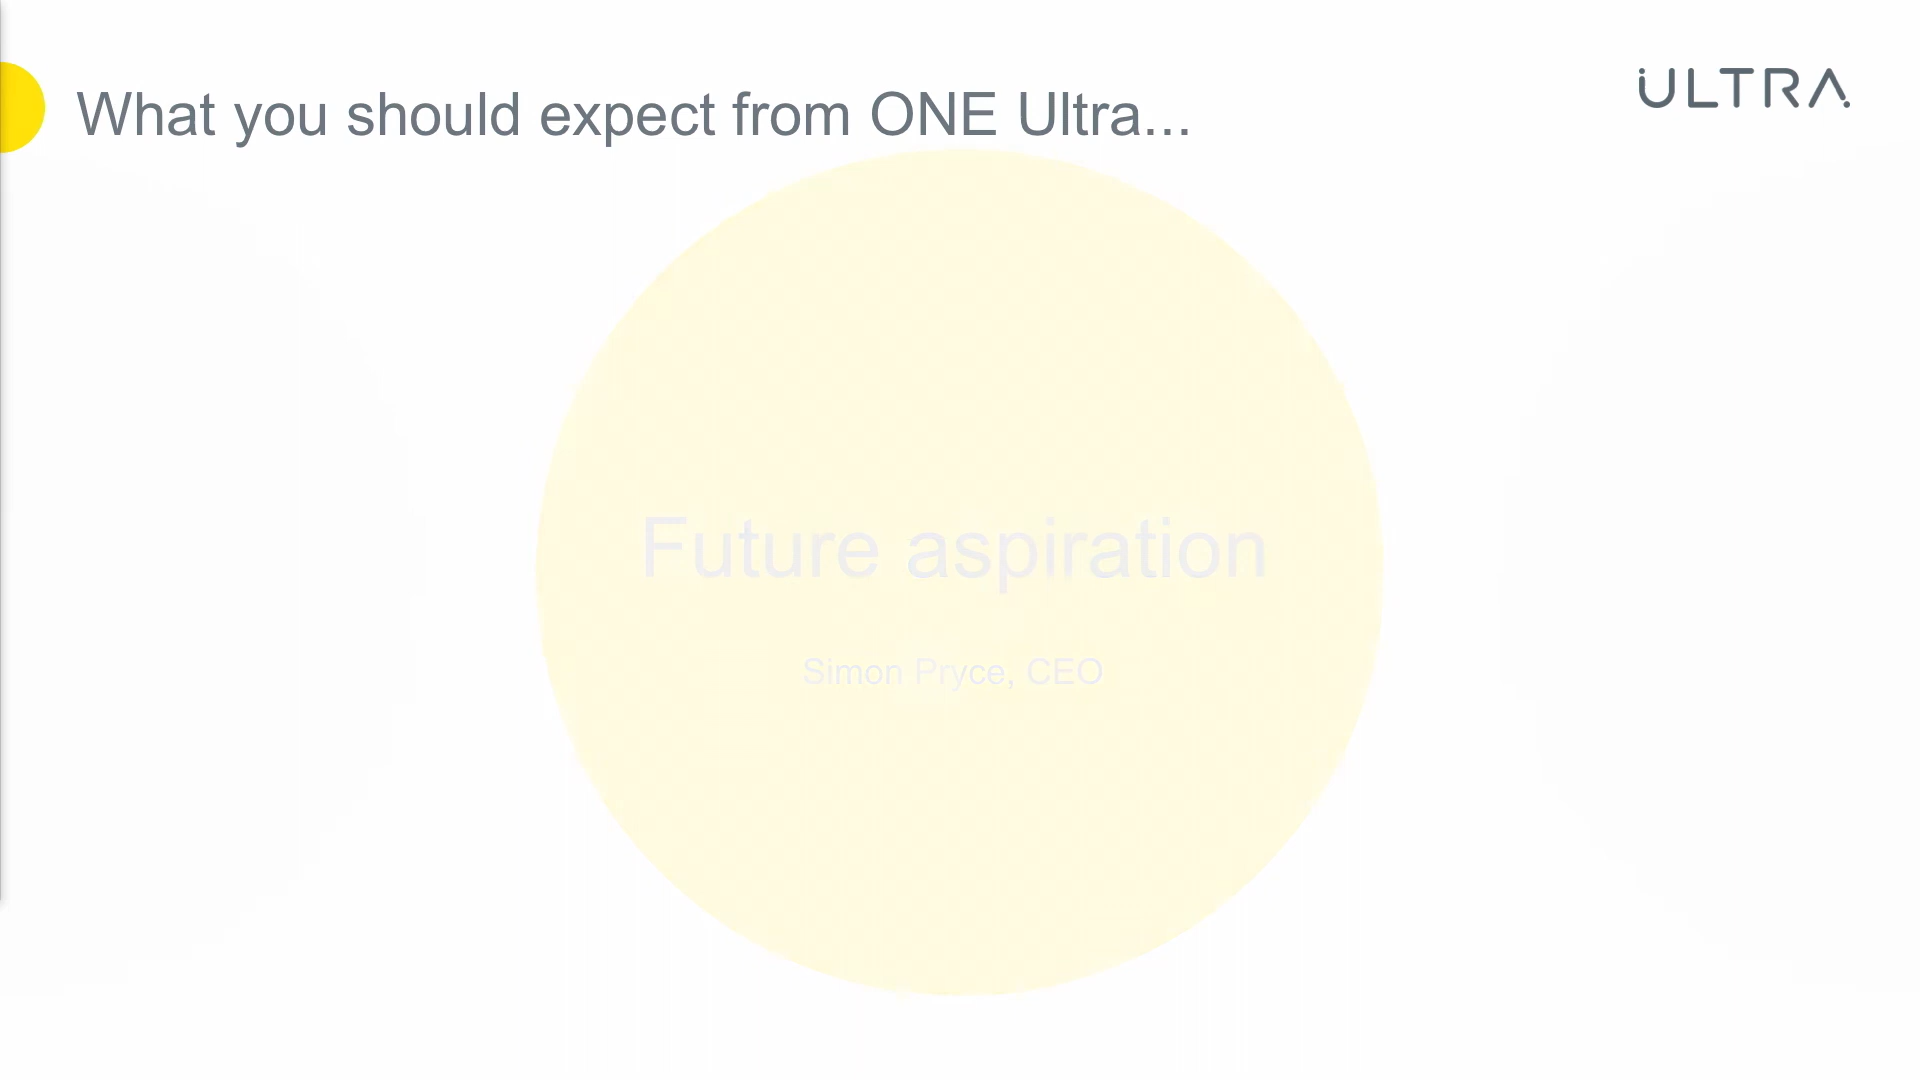 ULTRA
What you should expect from ONE Ultra...
Future aspiration
Simon Pryce, CEO